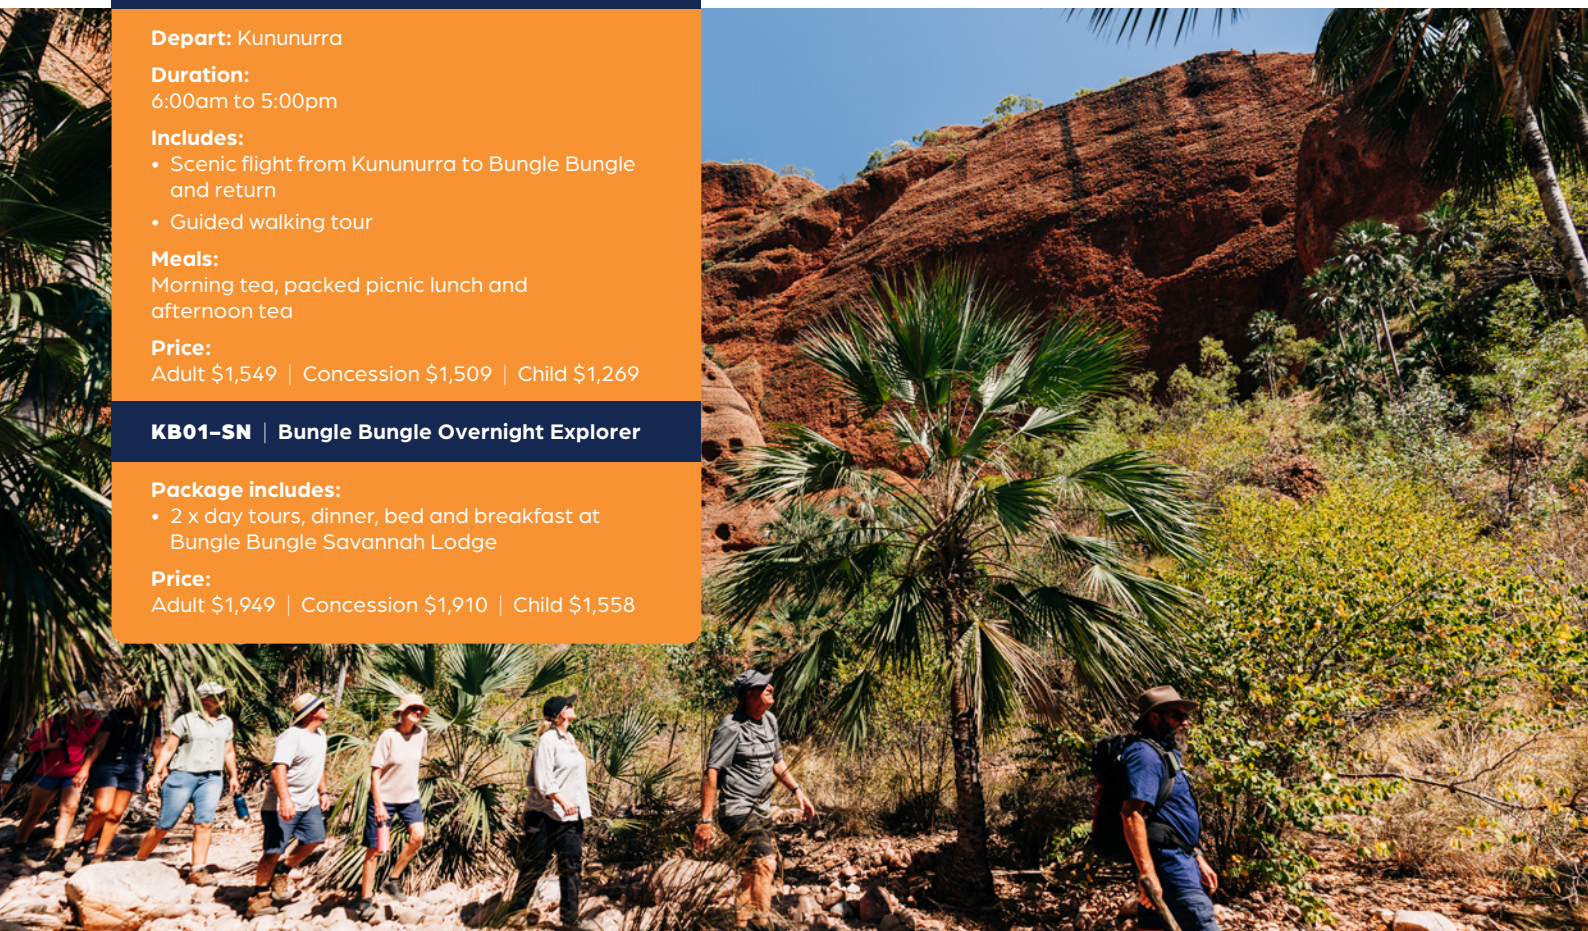 Depart: Kununurra
Duration:
6:00am to 5:00pm
Includes:
• Scenic flight from Kununurra to Bungle Bungle
and return
• Guided walking tour
Meals:
Morning tea, packed picnic lunch and
afternoon tea
Price:
Adult $1,549 | Concession $1,509 | Child $1,269
KB01-SN | Bungle Bungle Overnight Explorer
Package includes:
• 2 x day tours, dinner, bed and breakfast at
Bungle Bungle Savannah Lodge
Price:
Adult $1,949 | Concession $1,910 | Child $1,558